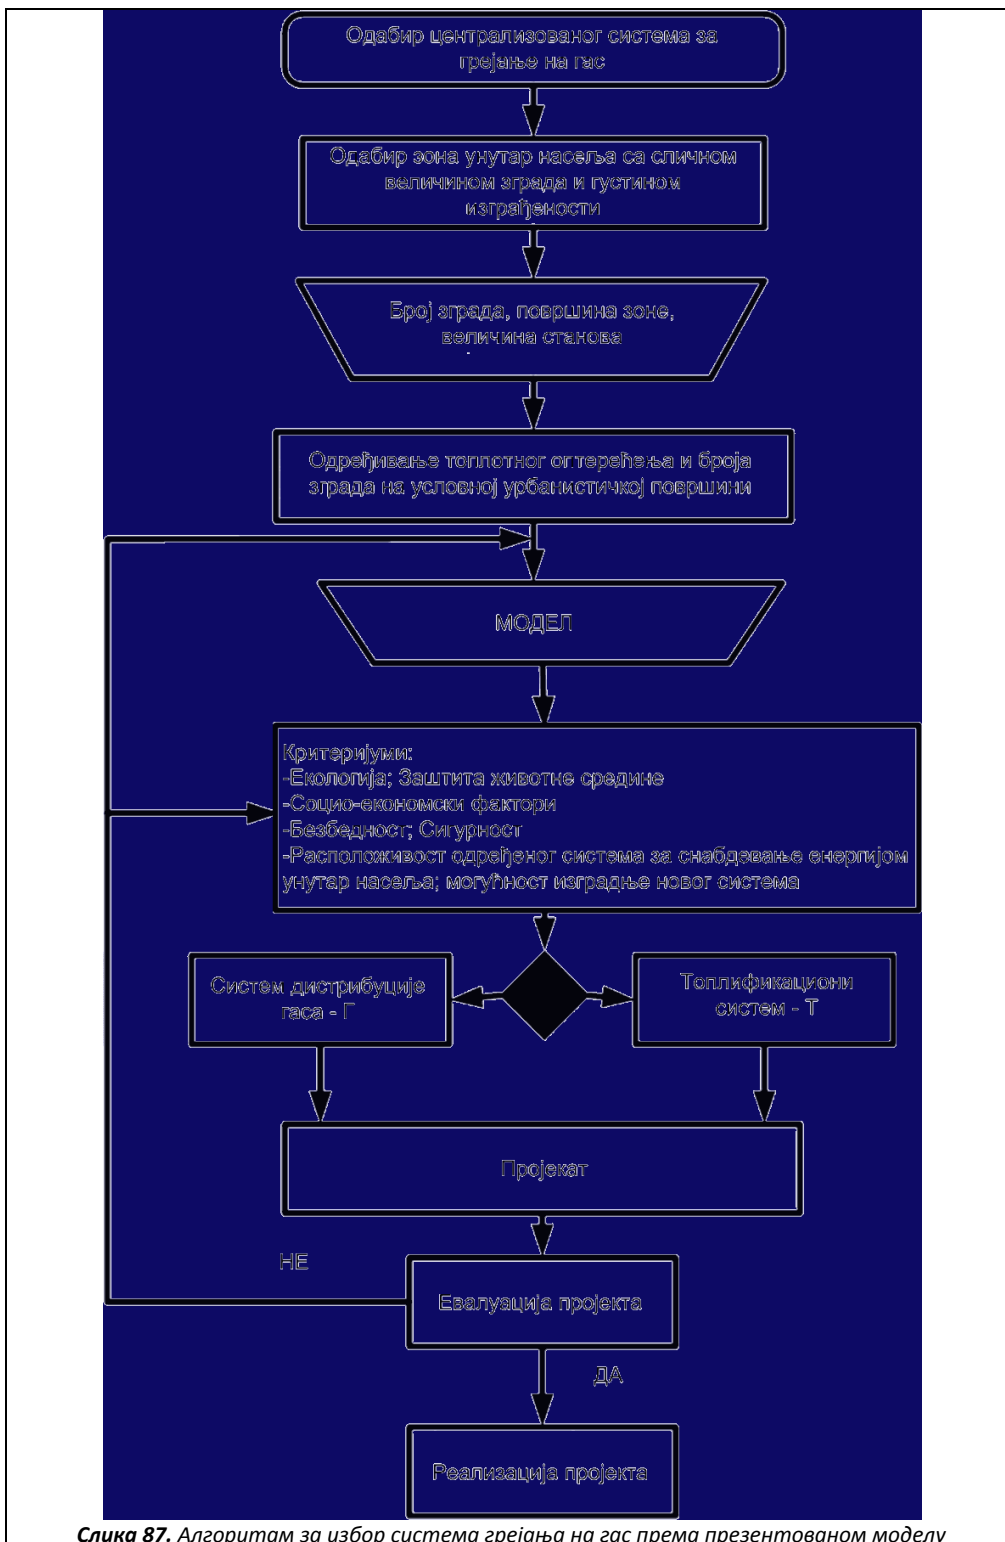 Одабир централизованог система за
грејање на гас
Одабир зона унутар насеља са сличном
величином зграда и густином
изграђености
Број зграда, површина зоне,
величина станова
Одређивање топлотног оптерећења и броја
зграда на условној урбанистичкој површини
МОДЕЛ
Критеријуми:
-Екологија; Заштита животне средине
-Социо-економски фактори
-Безбедност; Сигурност
-Расположивост одређеног система за снабдевање енергијом
унутар насеља; могућност изградње новог система
Систем дистрибуције
гаса - Г
Топлификациони
систем - Т
Пројекат
НЕ
Евалуација пројекта
ДА
Реализација пројекта
Слика 87. Алгоритам за избор система грејања на гас према презентованом моделу